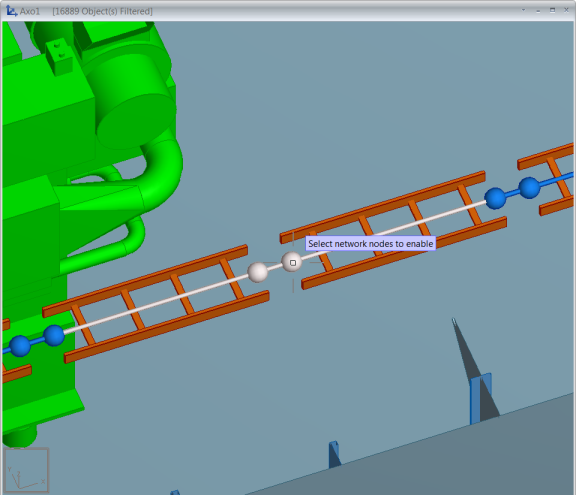 Axo1 [16889 Object(s) Filtered]
Select network nodes to enable